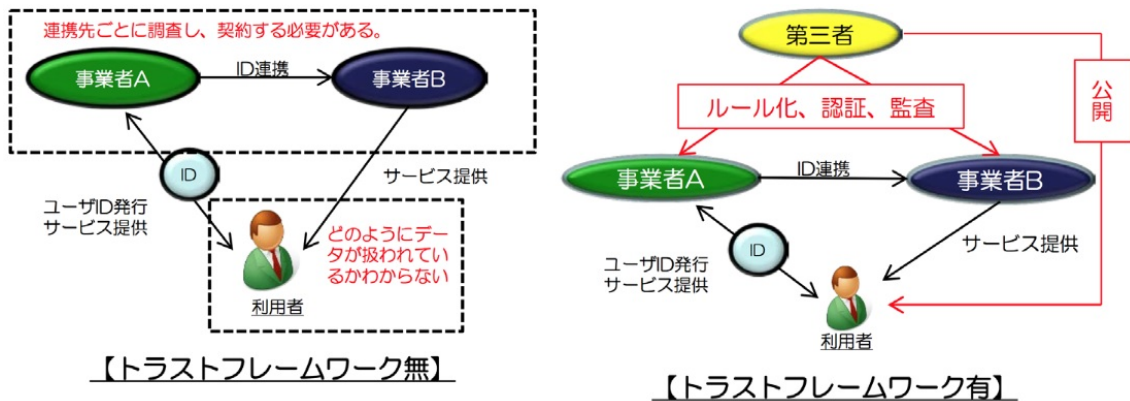 連携先ごとに調査し、契約する必要がある。
事業者A
ID連携
事業者B
ID
ユーザID発行
サービス提供
サービス提供
どのようにデー
タが扱われてい
るかわからない
利用者
【トラストフレームワーク無】
第三者
公
開
ルール化、認証、監査
事業者A
ID連携
事業者B
ID
ユーザID発行
サービス提供
サービス提供
利用者
【トラストフレームワーク有】